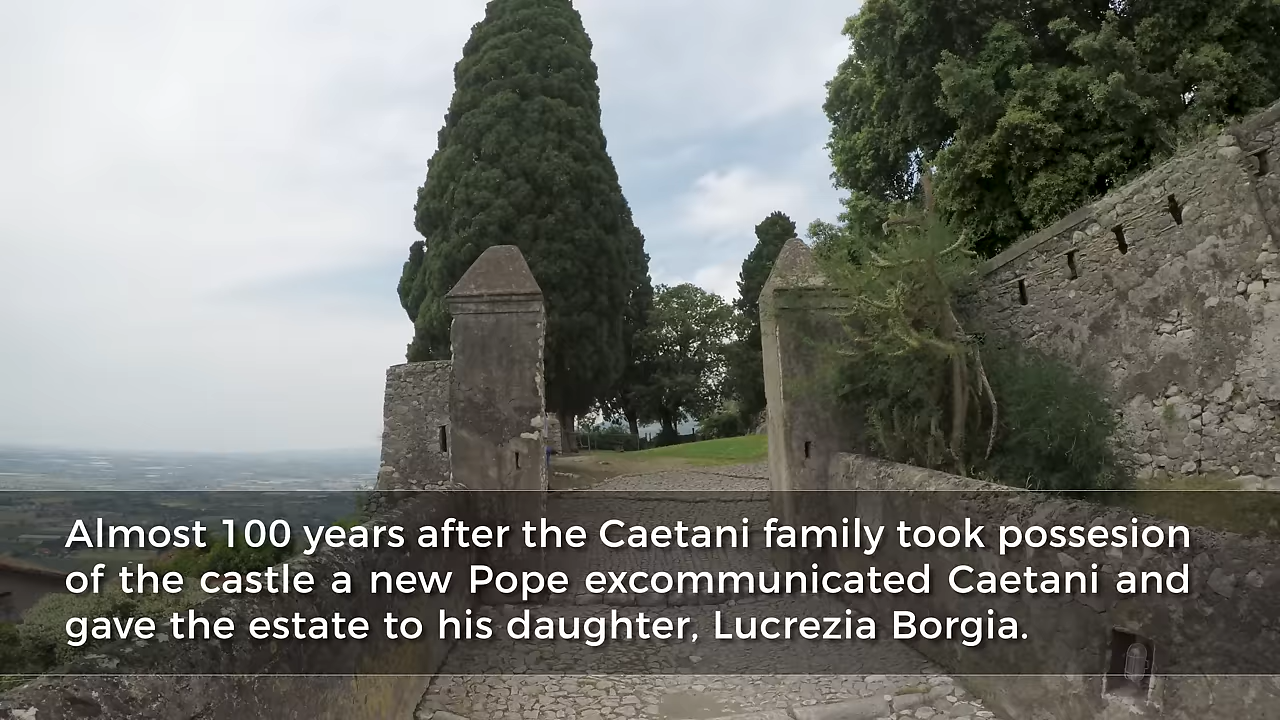 Almost 100 years after the Caetani family took possesion
of the castle a new Pope excommunicated Caetani and
gave the estate to his daughter, Lucrezia Borgia.